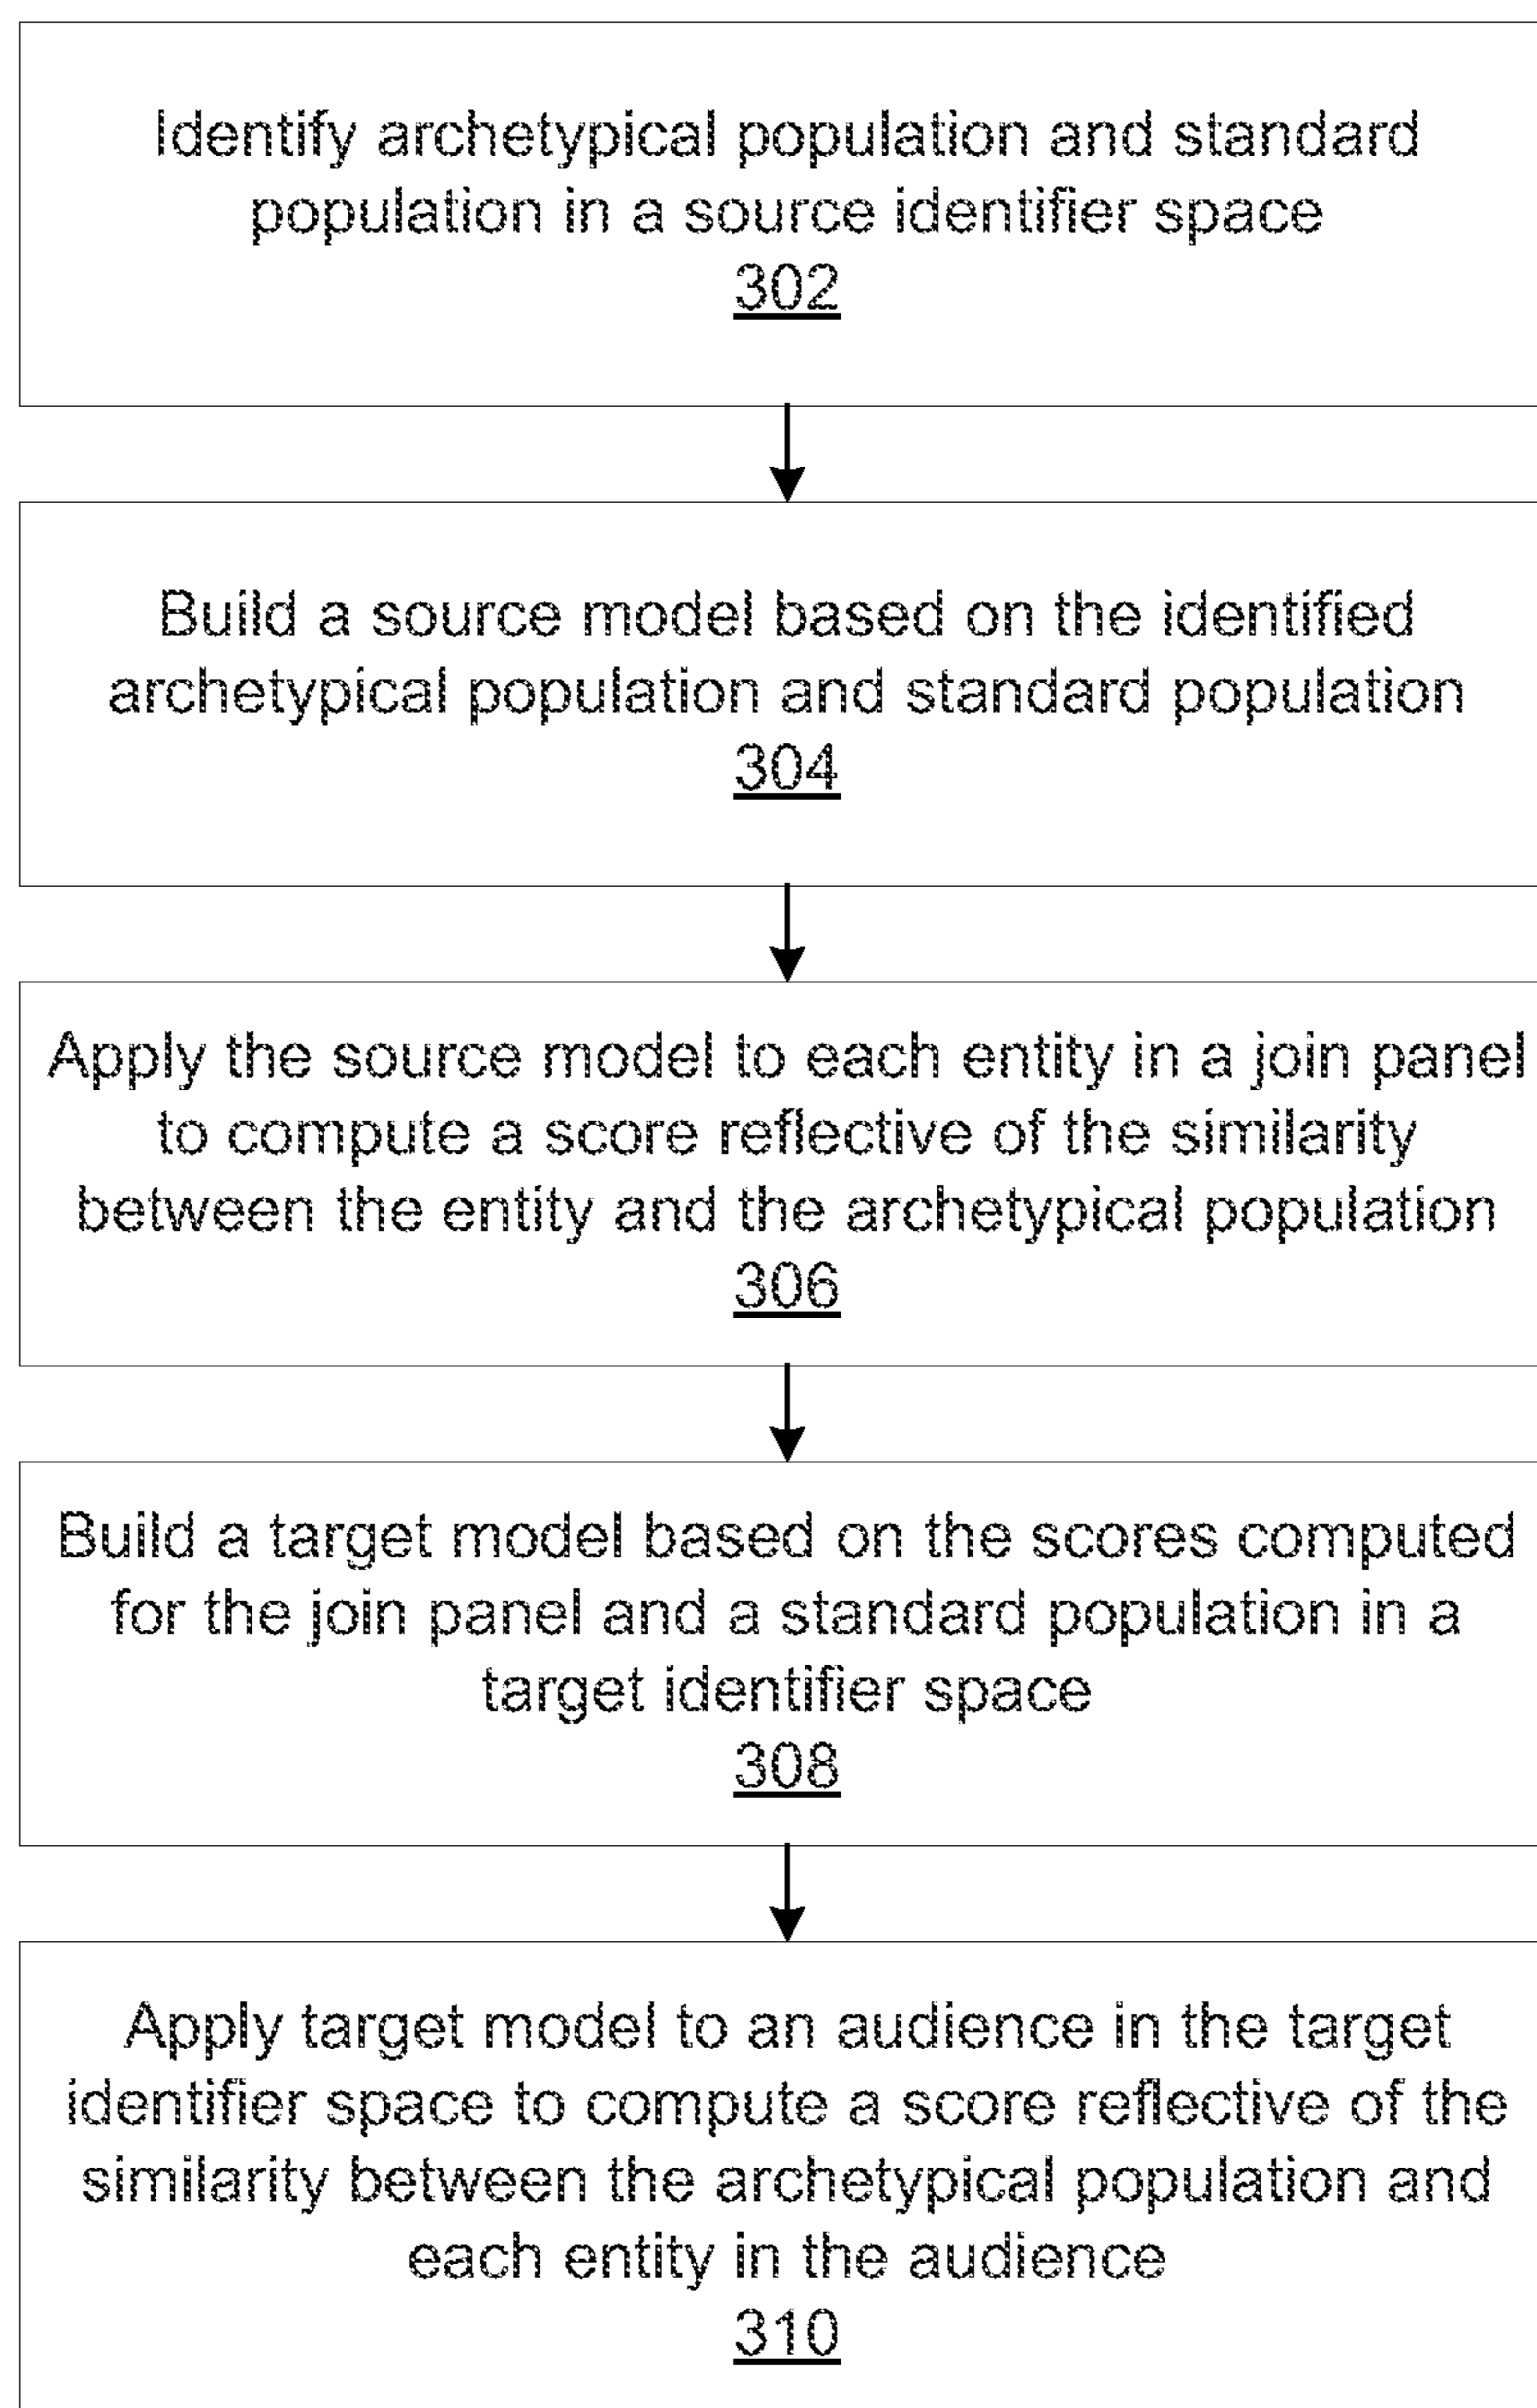 Identify archetypical population and standard
population in a source identifier space
302
Build a source model based on the identified
archetypical population and standard population
304
Apply the source model to each entity in a join panel
to compute a score reflective of the similarity
between the entity and the archetypical population
306
Build a target model based on the scores computed
for the join panel and a standard population in a
target identifier space
308
Apply target model to an audience in the target
identifier space to compute a score reflective of the
similarity between the archetypical population and
each entity in the audience
310